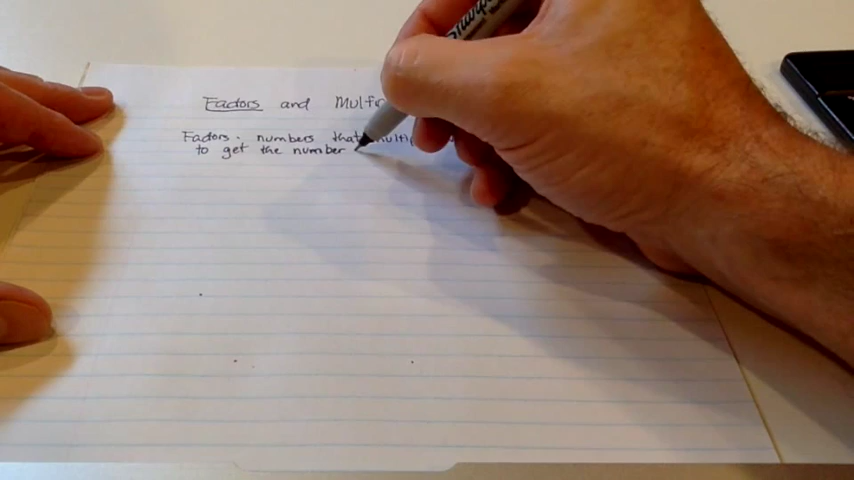 Factors and
Factors. numbers that
to get the number